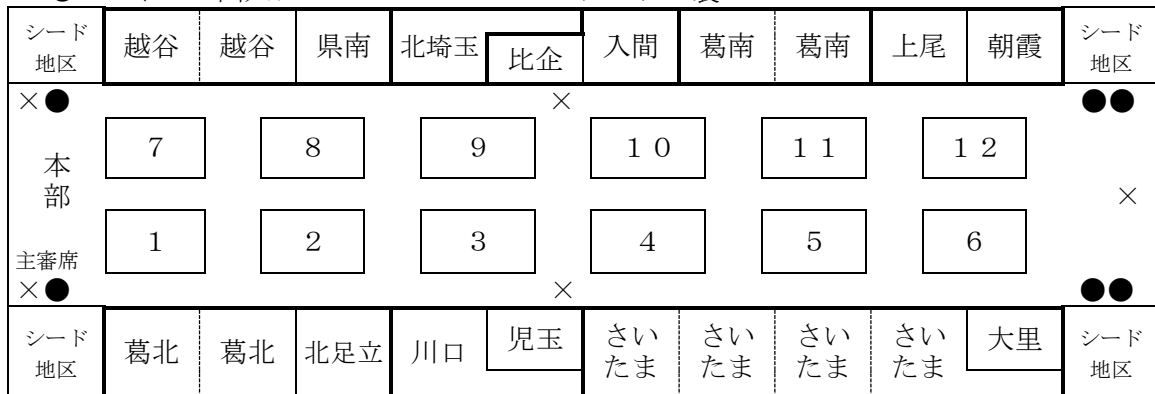 シード
地区
越谷 越谷 県南 北埼玉 比企 入間 葛南 葛南 上尾 朝霞
シード
地区
×● × ●●
7 8 9 10 11 12
本部
×
1 2 3 4 5 6
主審席
×● × ●●
シード
地区
葛北 葛北 北足立 川口 児玉
さい
たま
さい
たま
さい
たま
さい
たま
大里
シード
地区